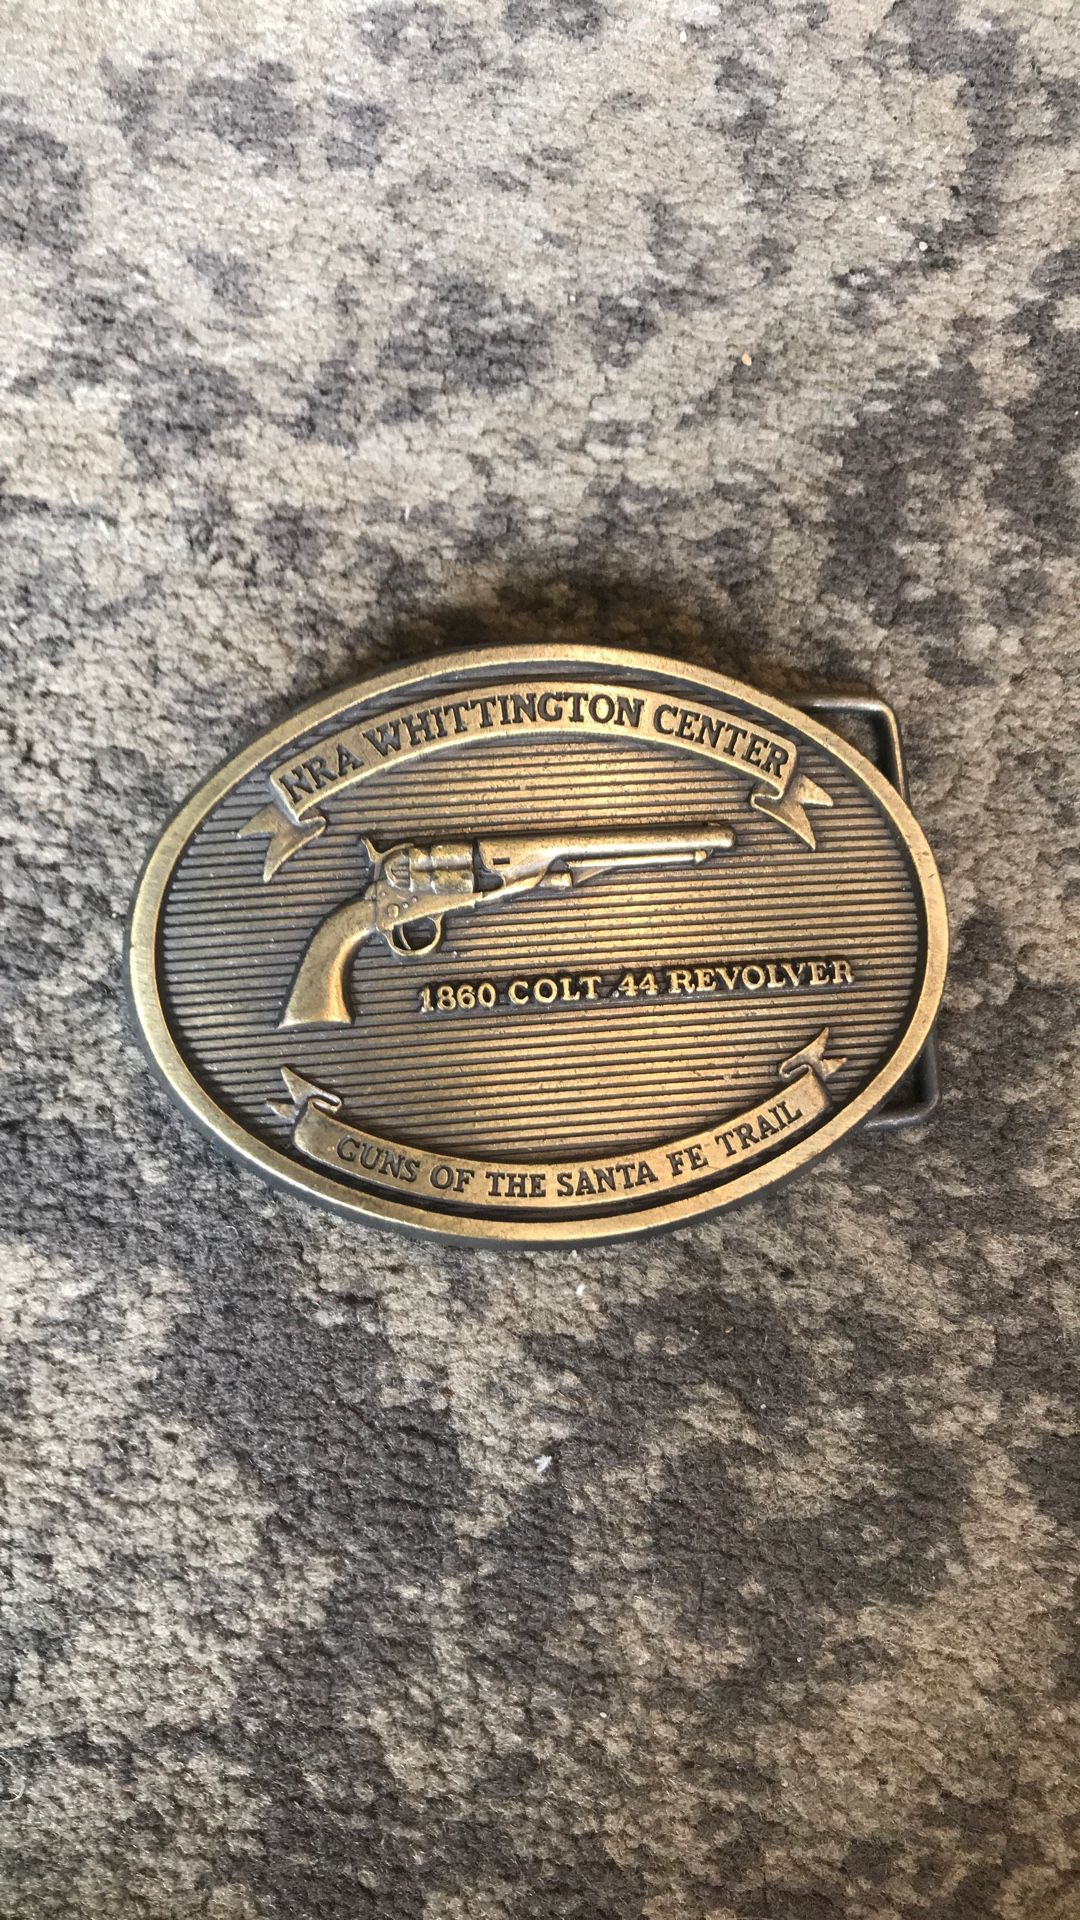 NRA WHITTINGTON CENTER
1860 COLT .44 REVOLVER
GUNS OF THE SANTA FE TRAIL